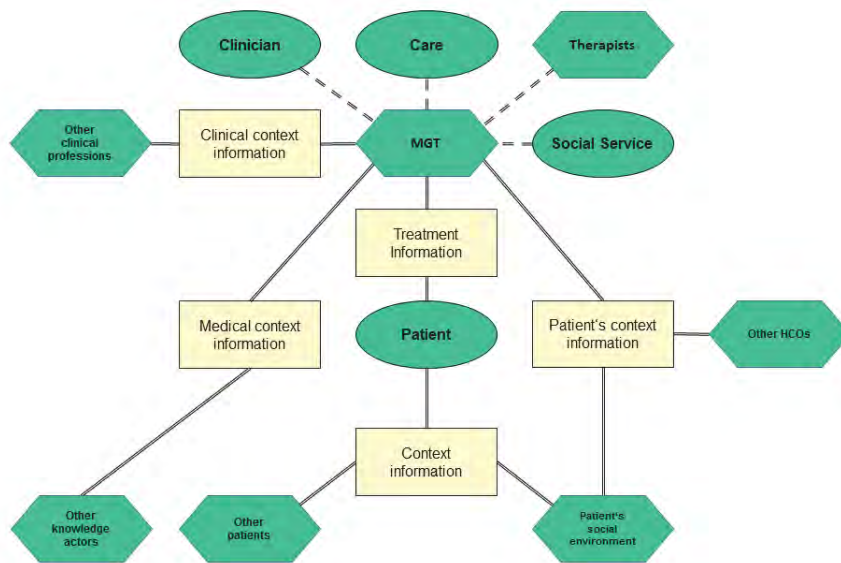 Clinician
Care
Therapists
Other
clinical
professions
Clinical context
information
MGT
Social Service
Treatment
Information
Medical context
information
Patient
Patient's context
information
Other HCOs
Context
information
Other
knowledge
actors
Other
patients
Patient's
social
environment